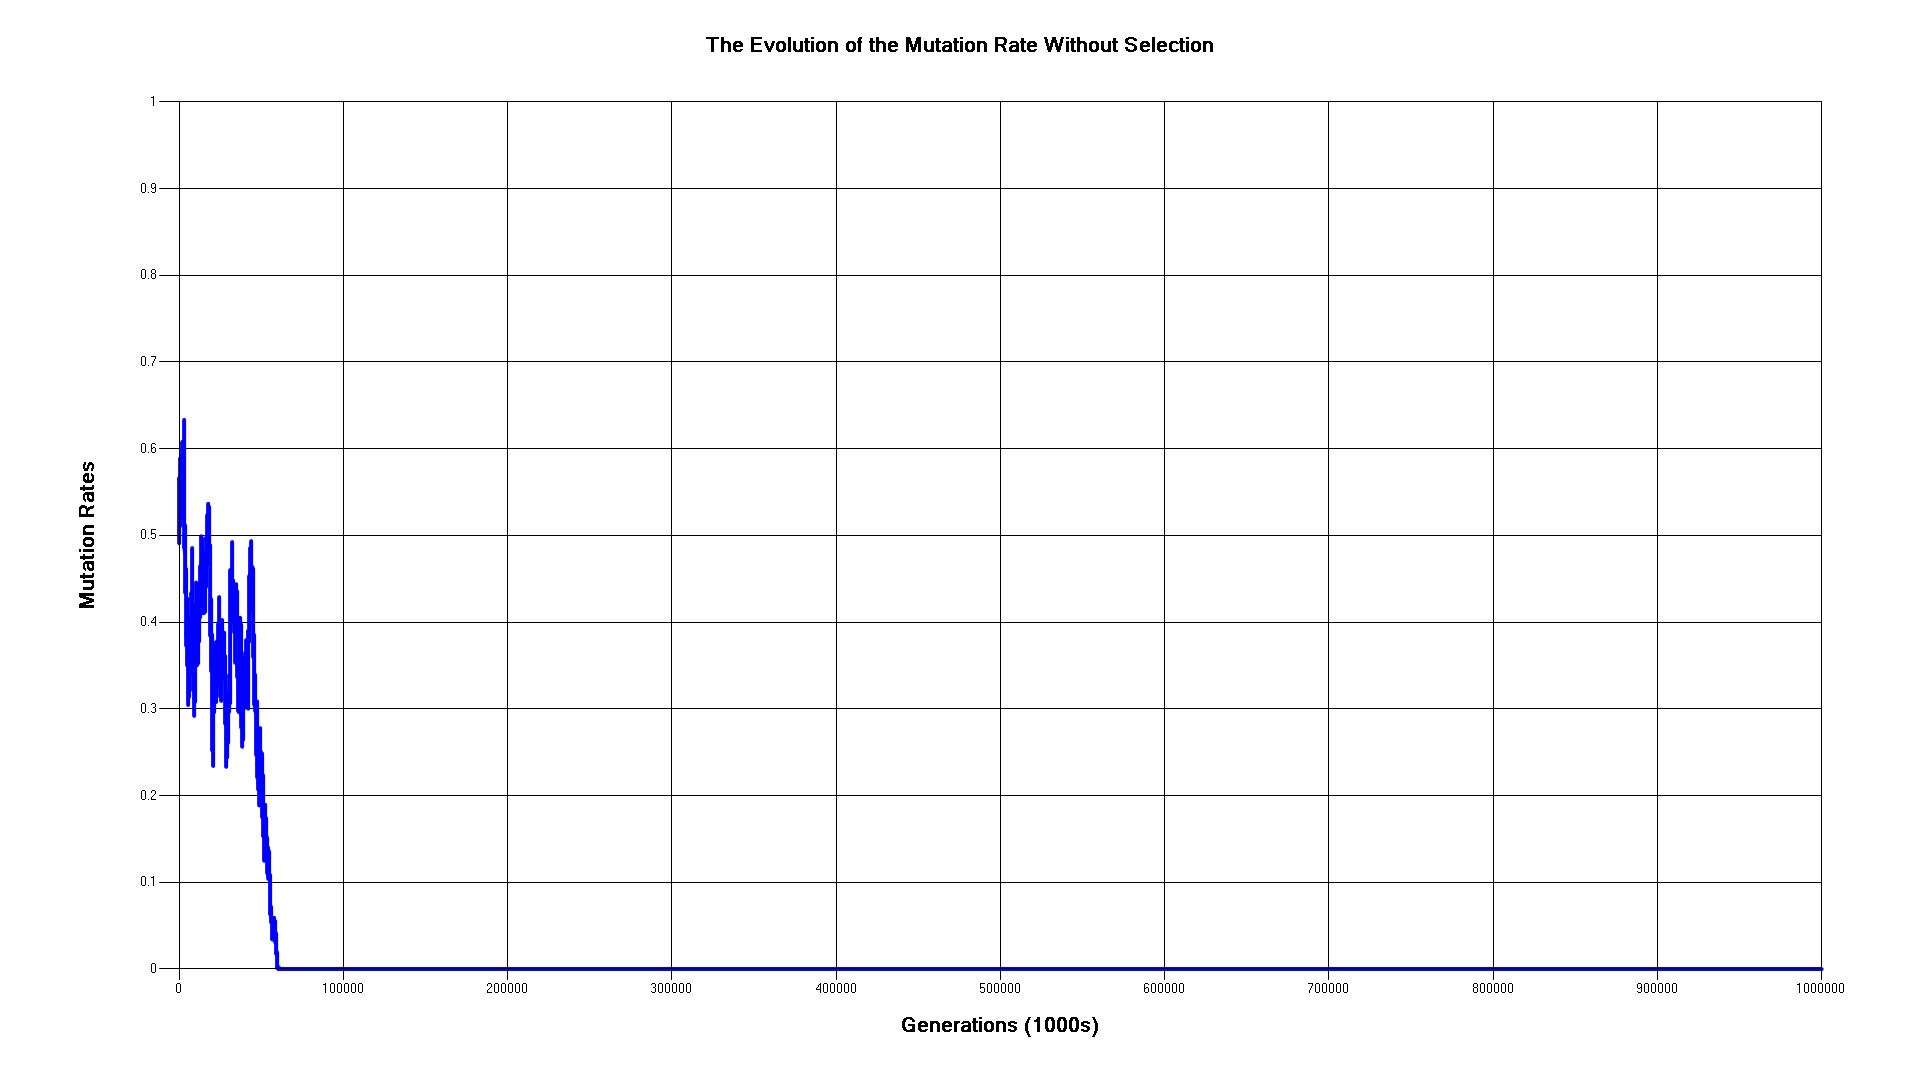 The Evolution of the Mutation Rate Without Selection
1
0.9
0.8
0.7
0.6
0.5
0.4
0.3
0.2
0.1
0
Mutation Rates
0 100000 200000 300000 400000 500000 600000 700000 800000 900000 1000000
Generations (1000s)